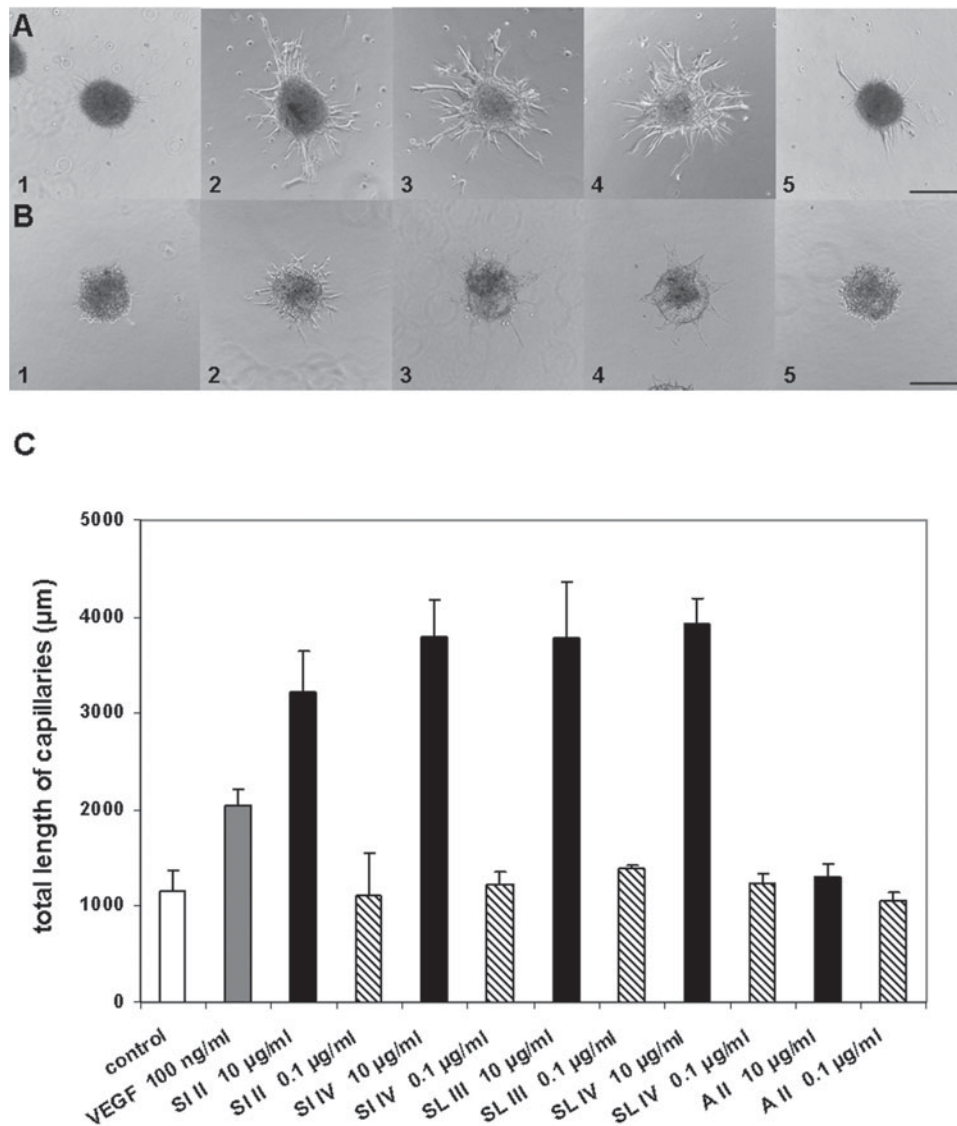 A
1 2 3 4 5
B
1 2 3 4 5
C
5000
4000
3000
2000
1000
0
total length of capillaries (µm)
control
VEGF 100 ng/ml
SI II 10 µg/ml
SI II 0.1 µg/ml
SI IV 10 µg/ml
SI IV 0.1 µg/ml
SL III 10 µg/ml
SL III 0.1 µg/ml
SL IV 10 µg/ml
SL IV 0.1 µg/ml
A II 10 µg/ml
A II 0.1 µg/ml